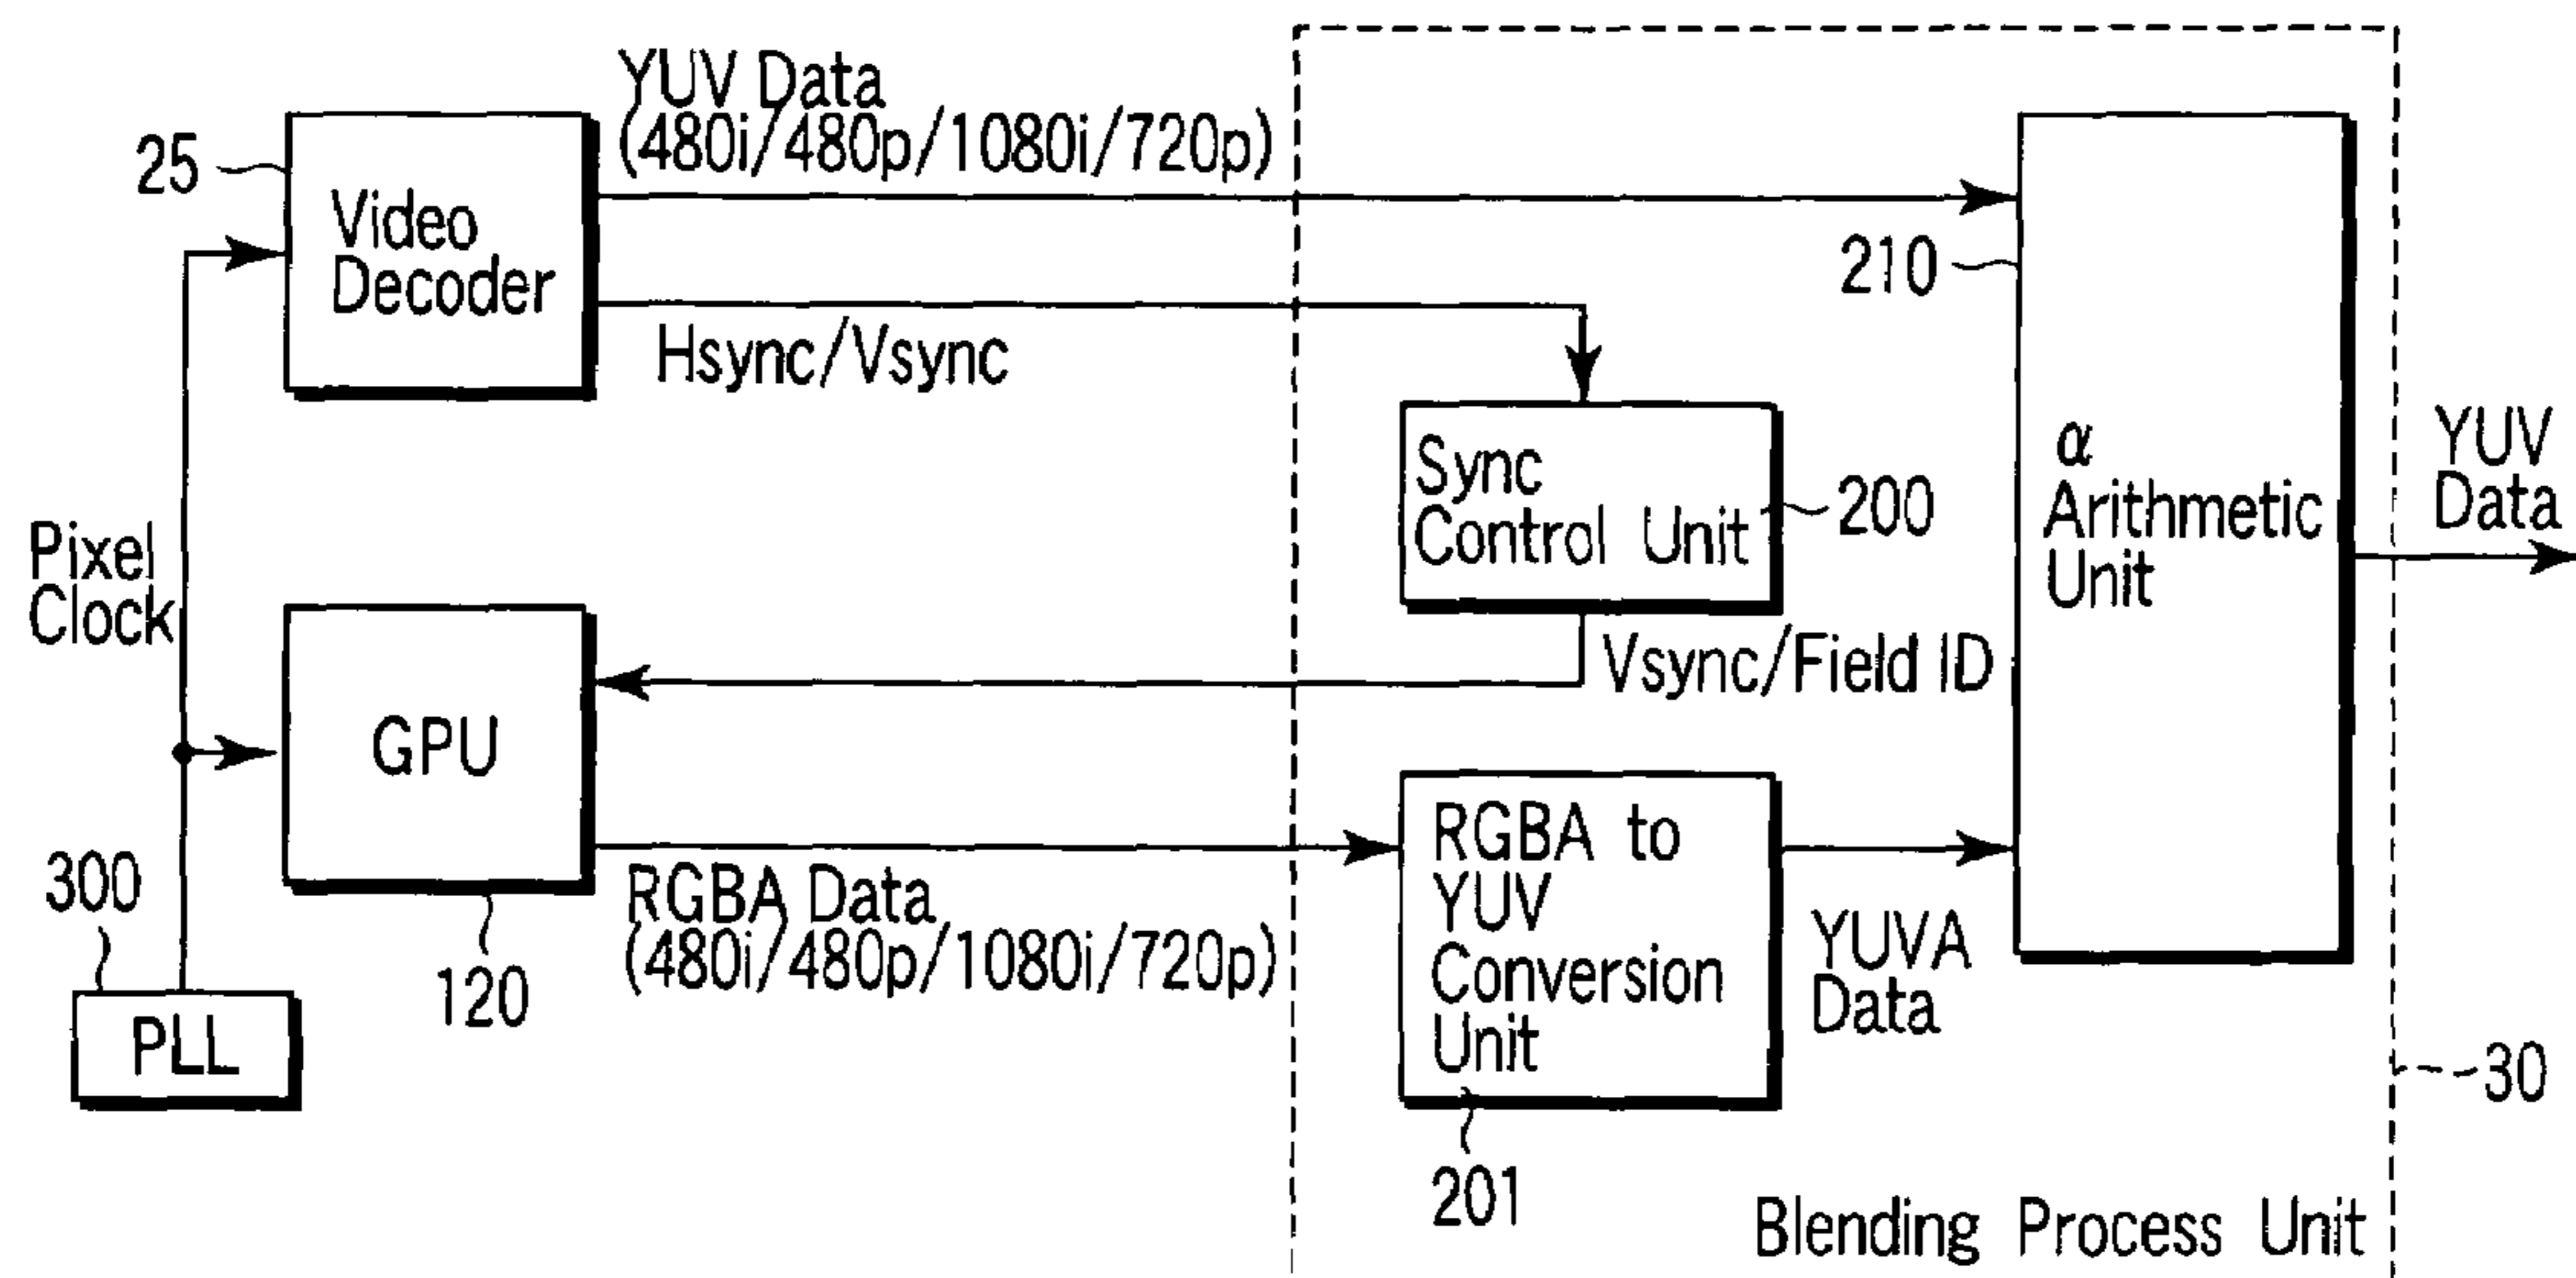 YUV Data
(480i/480p/1080i/720p)
25
Video
Decoder
210
Hsync/Vsync
Sync
Control Unit
200
α
Arithmetic
Unit
YUV
Data
Pixel
Clock
Vsync/Field ID
GPU
RGBA to
YUV
Conversion
Unit
300
RGBA Data
(480i/480p/1080i/720p)
120
YUVA
Data
PLL
30
201
Blending Process Unit